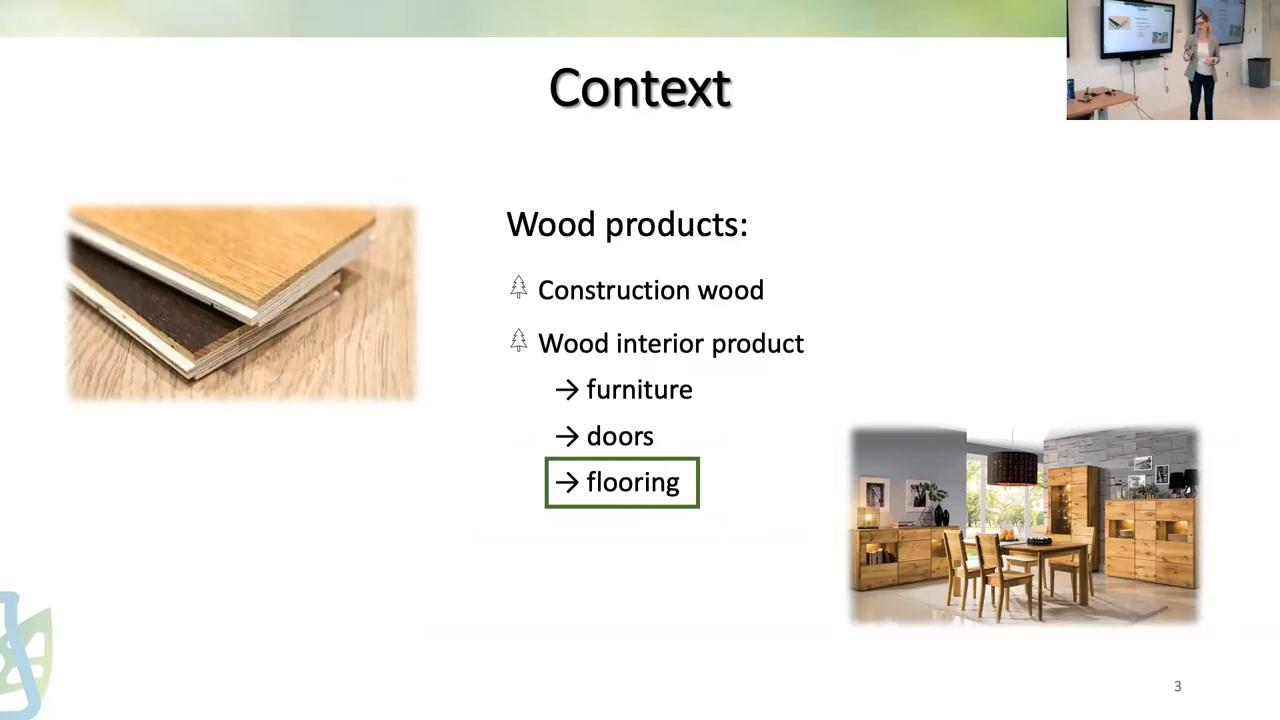 Context
Wood products:
Construction wood
Wood interior product
→ furniture
→ doors
→ flooring
3